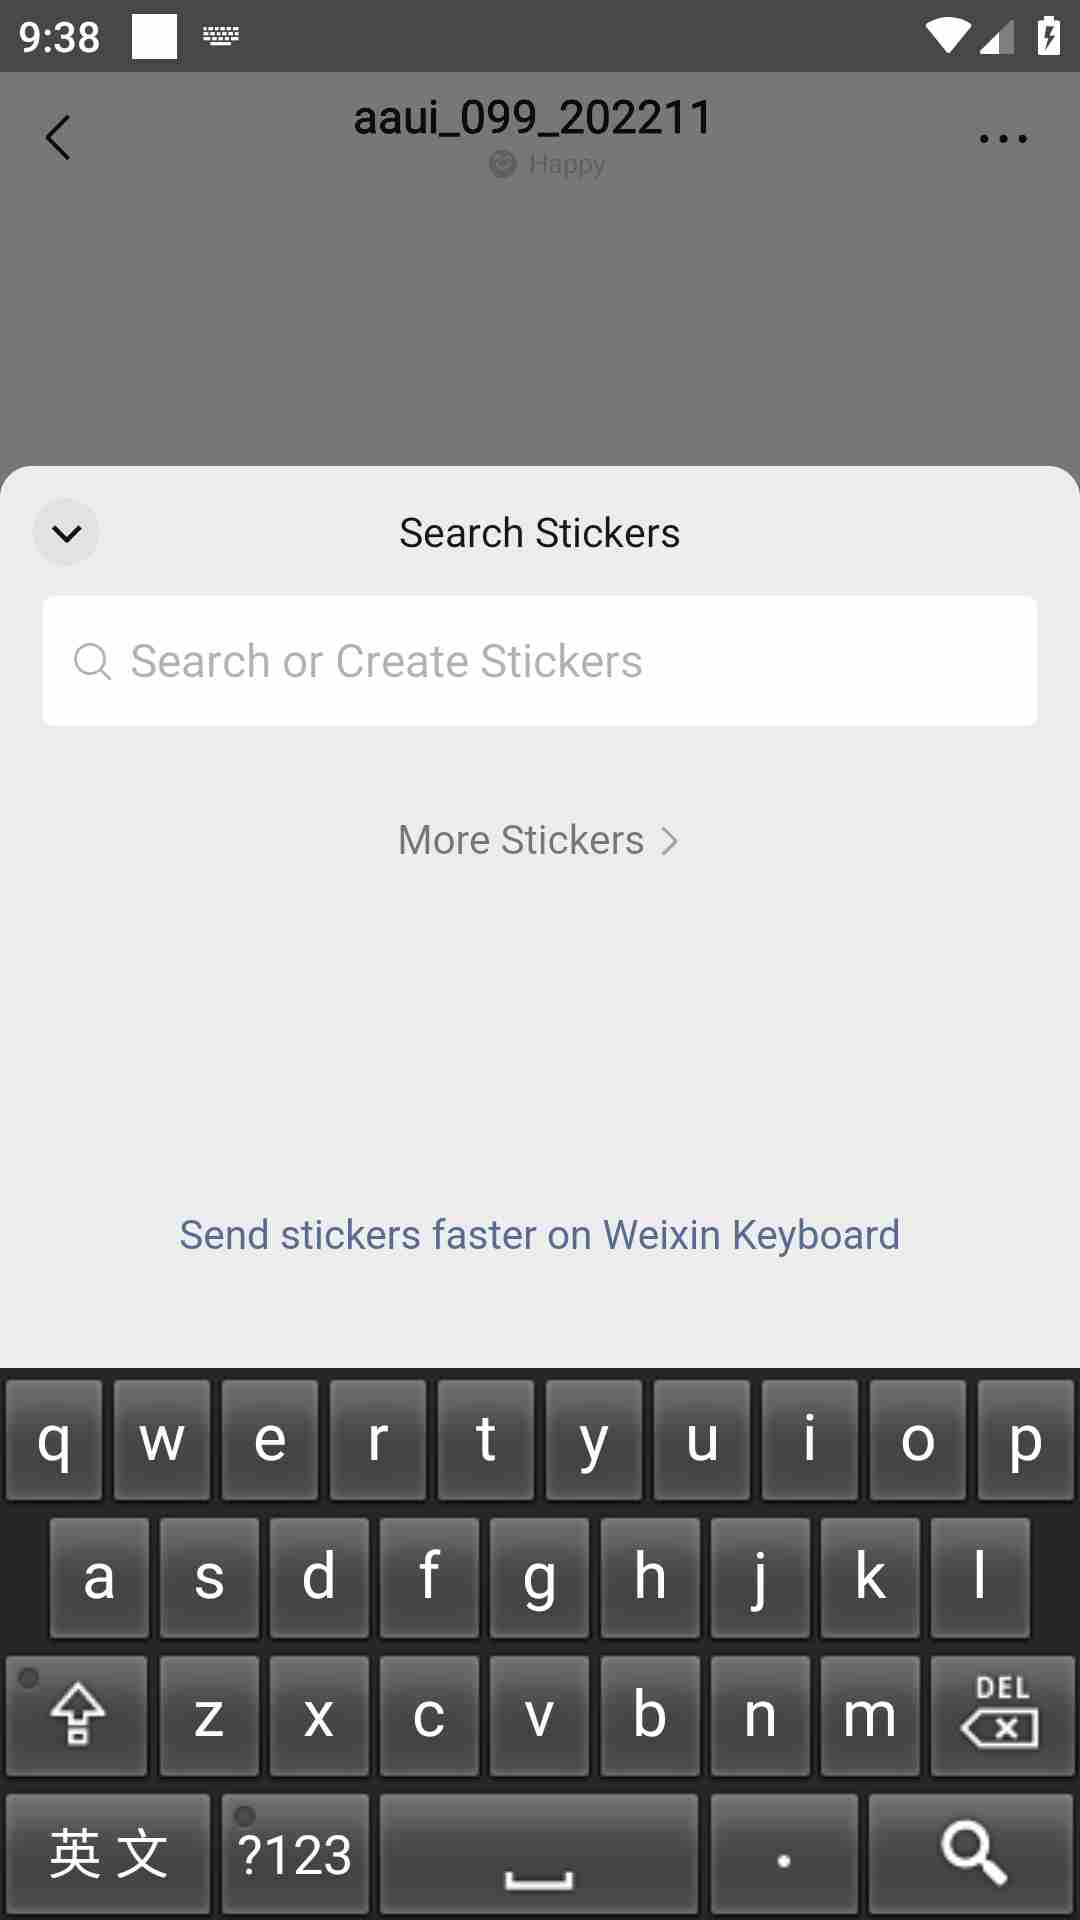 9:38
aaui_099_202211
Happy
Search Stickers
Search or Create Stickers
More Stickers
Send stickers faster on Weixin Keyboard
q w e r t y u i o p
a s d f g h j k l
z x c v b n m DEL
英文 ?123 .